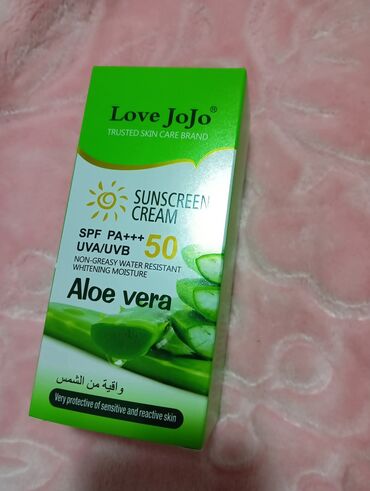 Love JoJo®
TRUSTED SKIN CARE BRAND
SUNSCREEN
CREAM
SPF PA+++
UVA/UVB 50
NON-GREASY WATER RESISTANT
WHITENING MOISTURE
Aloe vera
واقية من الشمس
Very protective of sensitive and reactive skin